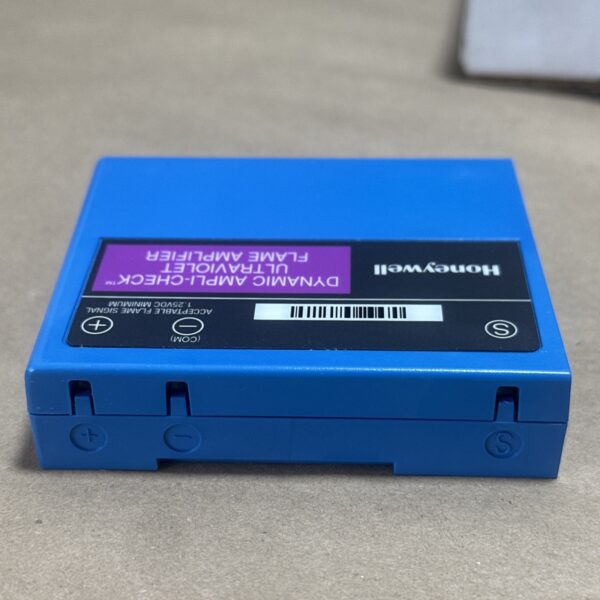 Honeywell
DYNAMIC AMPLI-CHECK™
ULTRAVIOLET
FLAME AMPLIFIER
ACCEPTABLE FLAME SIGNAL
1.25VDC MINIMUM
(COM)
S
−
+
+
−
S